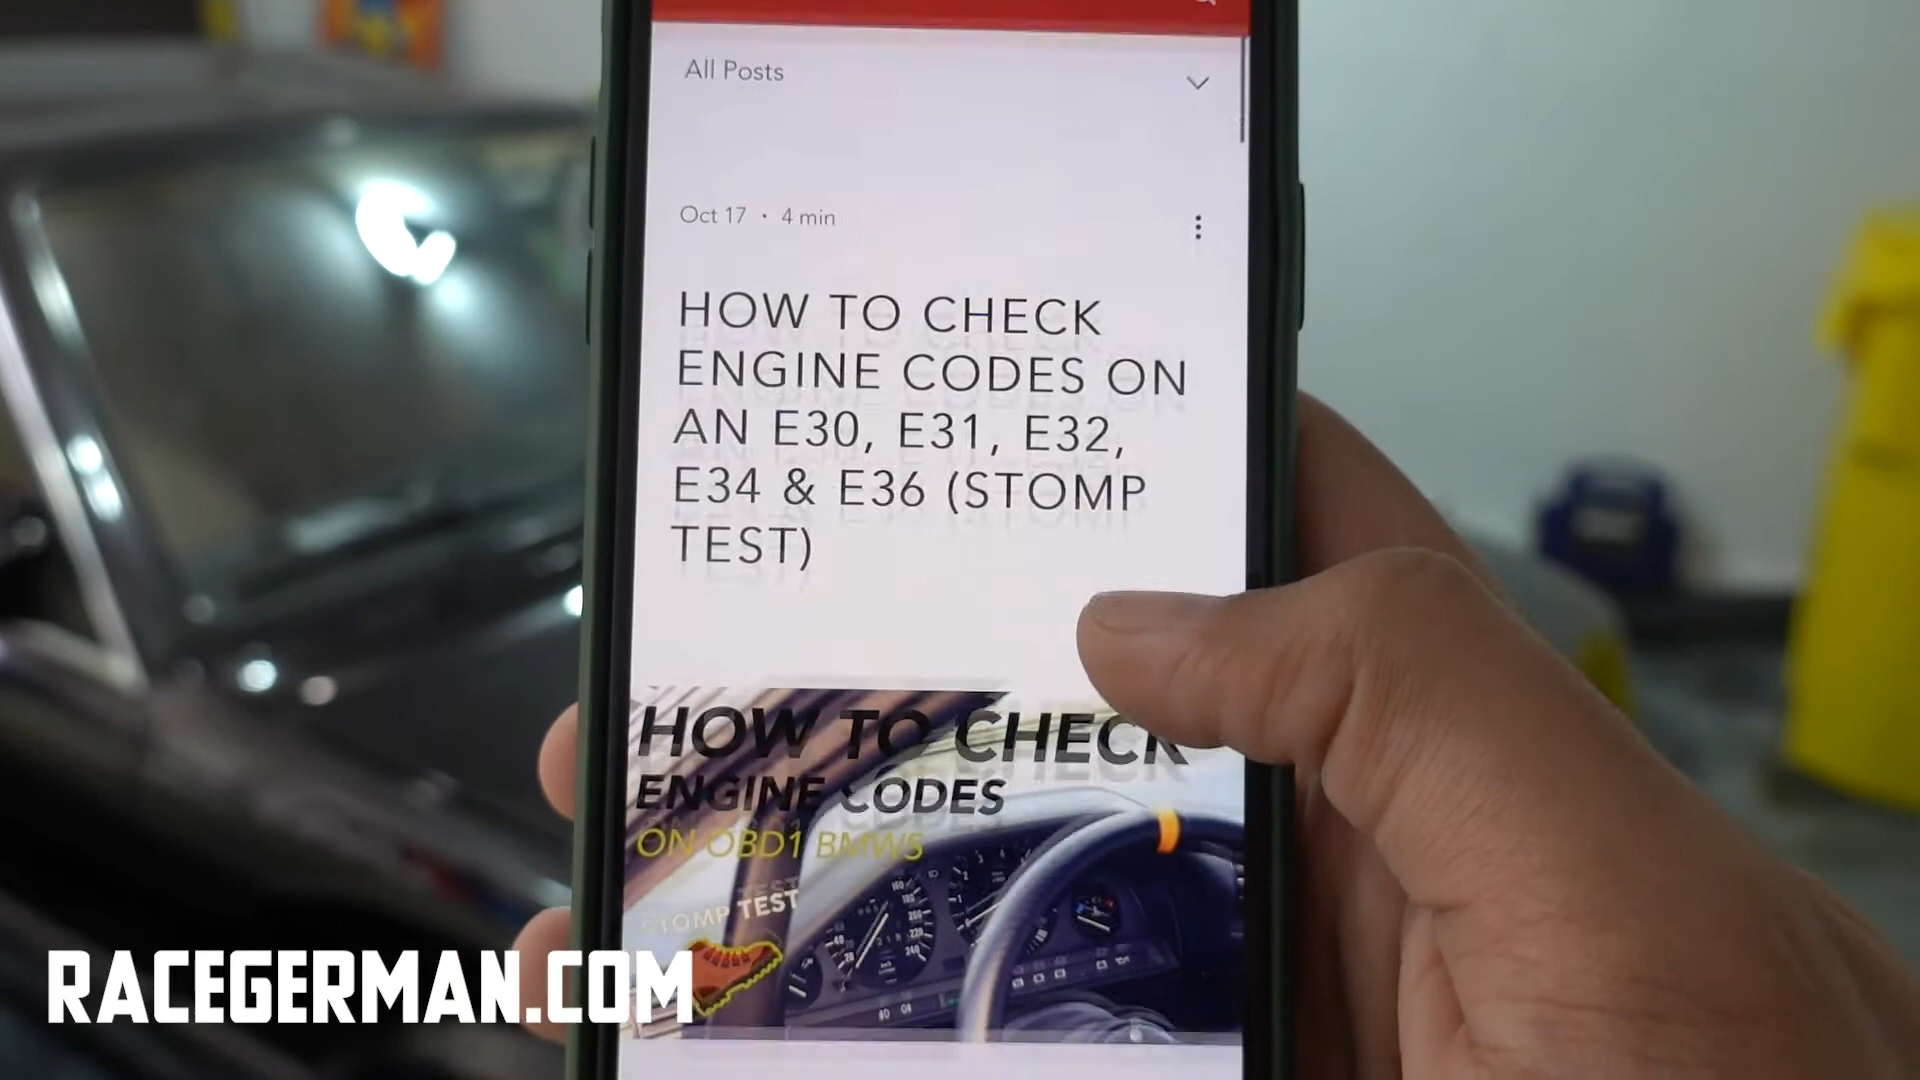 All Posts
Oct 17 · 4 min
HOW TO CHECK
ENGINE CODES ON
AN E30, E31, E32,
E34 & E36 (STOMP
TEST)
HOW TO CHECK
ENGINE CODES
ON OBD1 BMWS
STOMP TEST
RACEGERMAN.COM